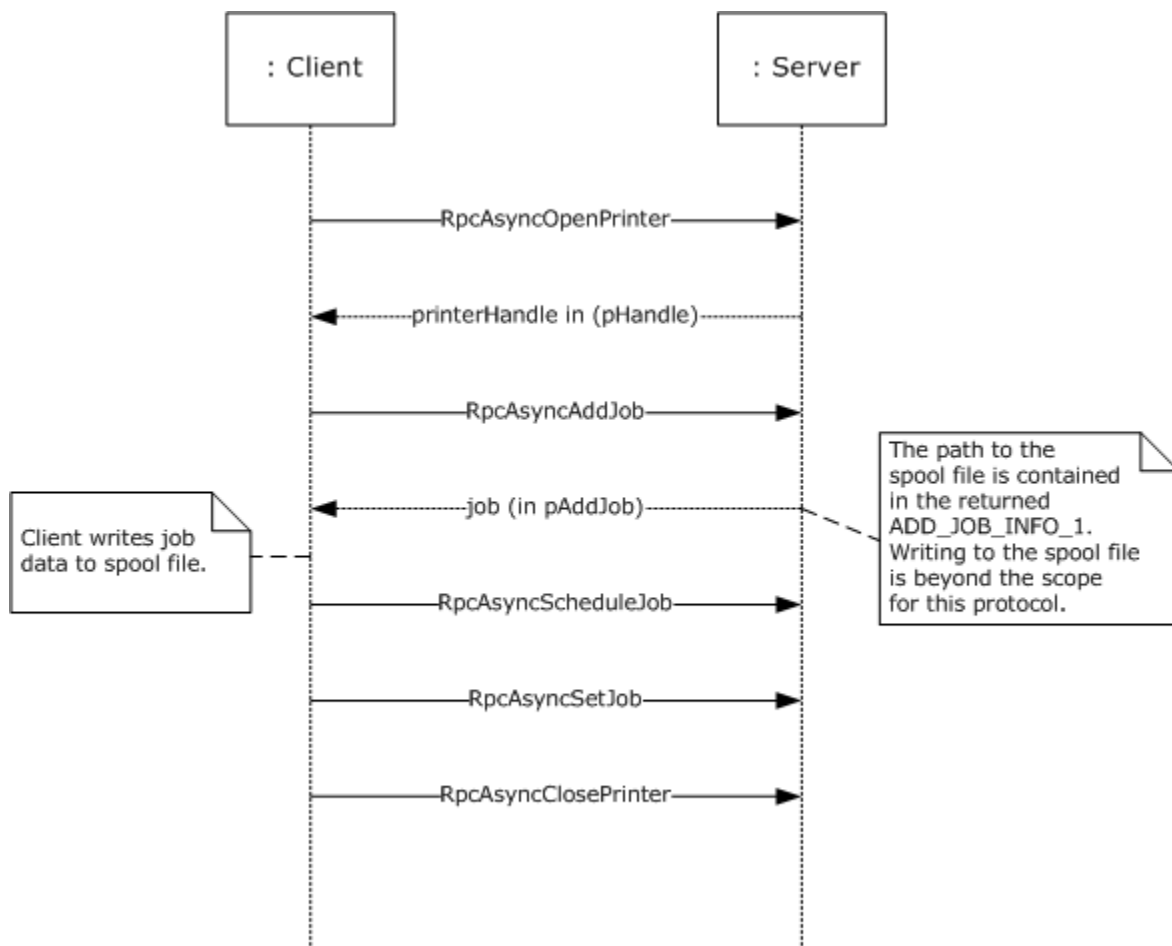 : Client
: Server
RpcAsyncOpenPrinter
printerHandle in (pHandle)
RpcAsyncAddJob
The path to the
spool file is contained
in the returned
ADD_JOB_INFO_1.
Writing to the spool file
is beyond the scope
for this protocol.
job (in pAddJob)
Client writes job
data to spool file.
RpcAsyncScheduleJob
RpcAsyncSetJob
RpcAsyncClosePrinter